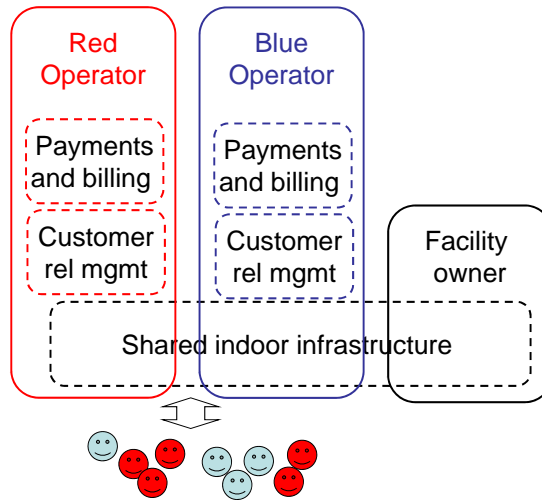 Red
Operator
Payments
and billing
Customer
rel mgmt
Blue
Operator
Payments
and billing
Customer
rel mgmt
Facility
owner
Shared indoor infrastructure